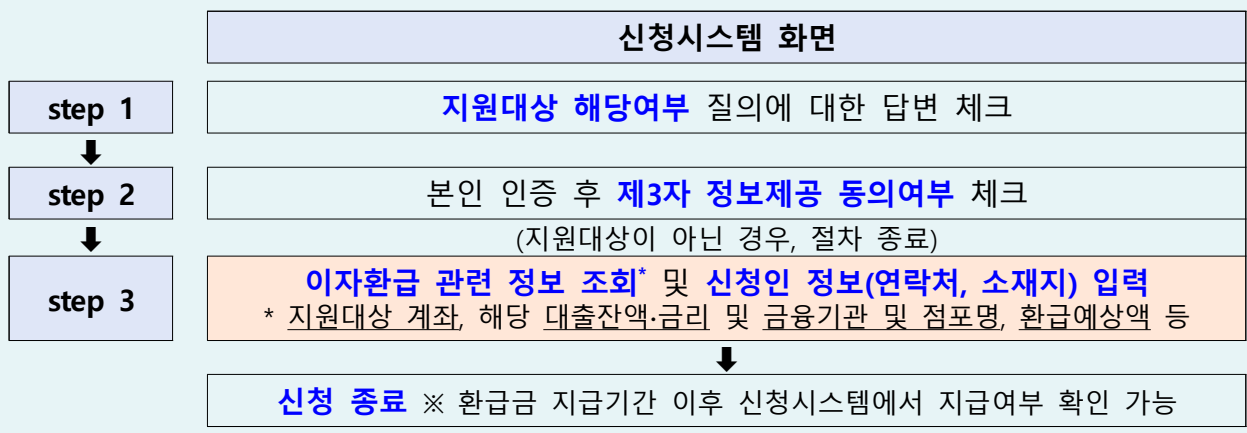 신청시스템 화면
step 1
지원대상 해당여부 질의에 대한 답변 체크
step 2
본인 인증 후 제3자 정보제공 동의여부 체크
(지원대상이 아닌 경우, 절차 종료)
step 3
이자환급 관련 정보 조회* 및 신청인 정보(연락처, 소재지) 입력
* 지원대상 계좌, 해당 대출잔액·금리 및 금융기관 및 점포명, 환급예상액 등
신청 종료 ※ 환급금 지급기간 이후 신청시스템에서 지급여부 확인 가능